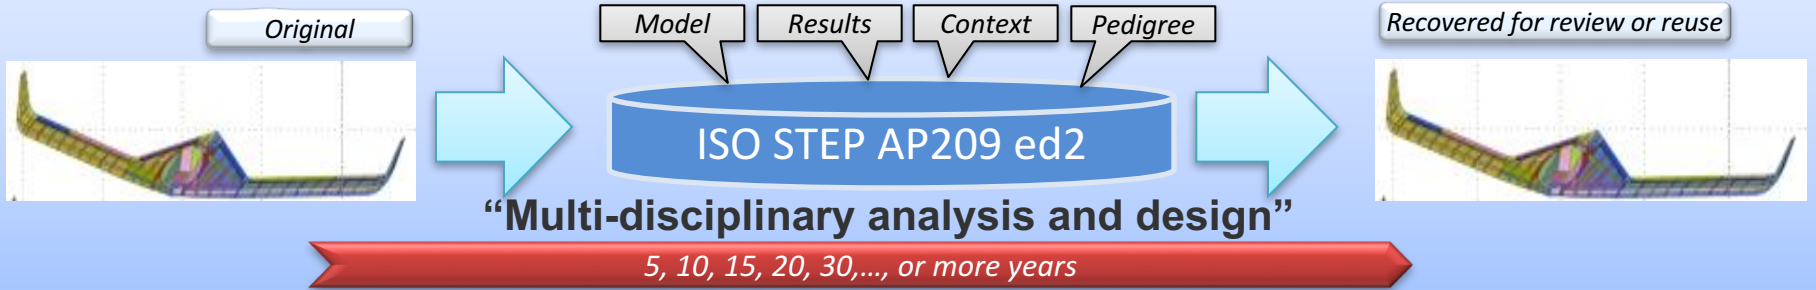 Original
Model
Results
Context
Pedigree
Recovered for review or reuse
ISO STEP AP209 ed2
“Multi-disciplinary analysis and design”
5, 10, 15, 20, 30,…, or more years